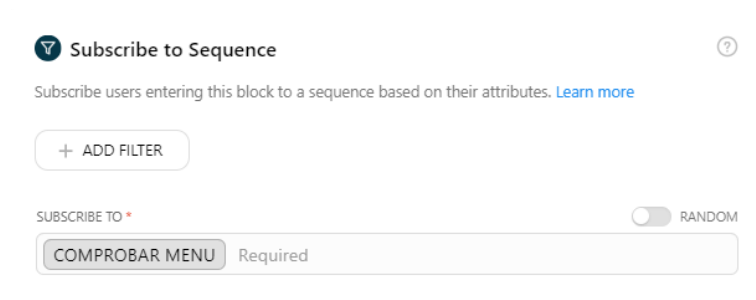 Subscribe to Sequence
?
Subscribe users entering this block to a sequence based on their attributes. Learn more
+ ADD FILTER
SUBSCRIBE TO * RANDOM
COMPROBAR MENU Required